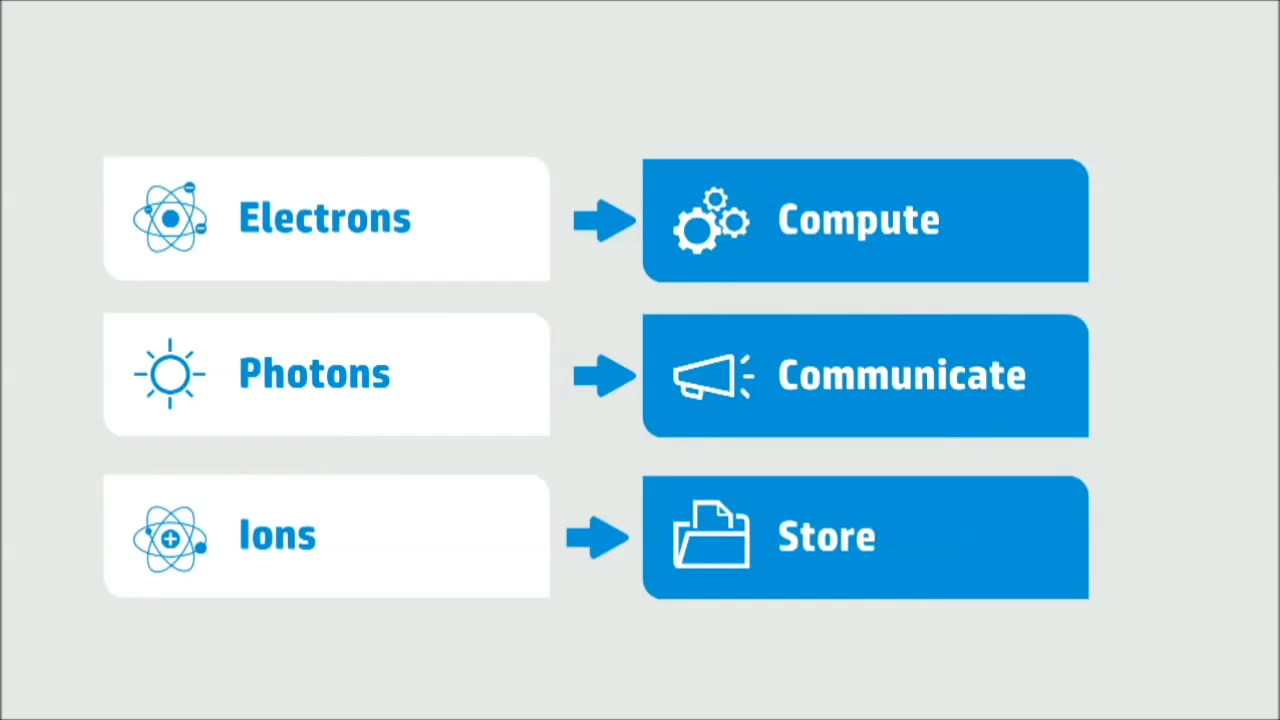 Electrons
Compute
Photons
Communicate
Ions
Store